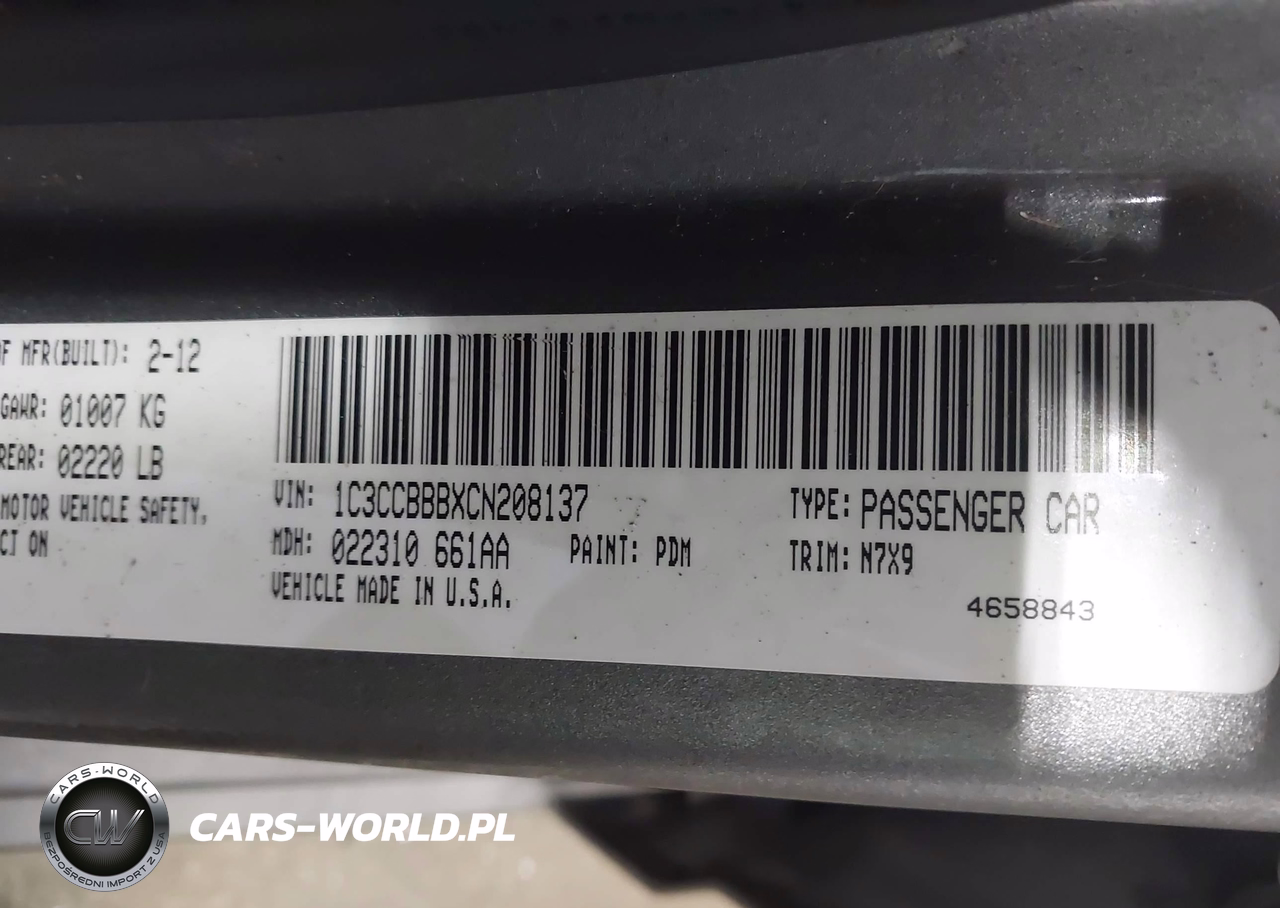 OF MFR(BUILT): 2-12
GAWR: 01007 KG
REAR: 02220 LB
MOTOR VEHICLE SAFETY,
CT ON
VIN: 1C3CCBBBXCN208137
TYPE: PASSENGER CAR
MDH: 022310 661AA
PAINT: PDM
TRIM: N7X9
VEHICLE MADE IN U.S.A.
4658843
CARS-WORLD
CW
BEZPOŚREDNI IMPORT Z USA
CARS-WORLD.PL